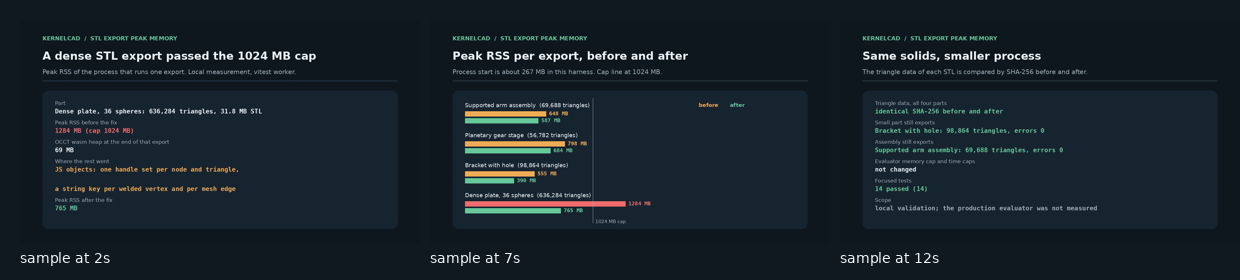 KERNELCAD / STL EXPORT PEAK MEMORY
A dense STL export passed the 1024 MB cap
Peak RSS of the process that runs one export. Local measurement, vitest worker.
Part
Dense plate, 36 spheres: 636,284 triangles, 31.8 MB STL
Peak RSS before the fix
1284 MB (cap 1024 MB)
OCCT wasm heap at the end of that export
69 MB
Where the rest went
JS objects: one handle set per node and triangle,
a string key per welded vertex and per mesh edge
Peak RSS after the fix
765 MB
sample at 2s
KERNELCAD / STL EXPORT PEAK MEMORY
Peak RSS per export, before and after
Process start is about 267 MB in this harness. Cap line at 1024 MB.
before after
Supported arm assembly (69,688 triangles)
648 MB
587 MB
Planetary gear stage (56,782 triangles)
798 MB
684 MB
Bracket with hole (98,864 triangles)
555 MB
390 MB
Dense plate, 36 spheres (636,284 triangles)
1284 MB
765 MB
1024 MB cap
sample at 7s
KERNELCAD / STL EXPORT PEAK MEMORY
Same solids, smaller process
The triangle data of each STL is compared by SHA-256 before and after.
Triangle data, all four parts
identical SHA-256 before and after
Small part still exports
Bracket with hole: 98,864 triangles, errors 0
Assembly still exports
Supported arm assembly: 69,688 triangles, errors 0
Evaluator memory cap and time caps
not changed
Focused tests
14 passed (14)
Scope
local validation; the production evaluator was not measured
sample at 12s